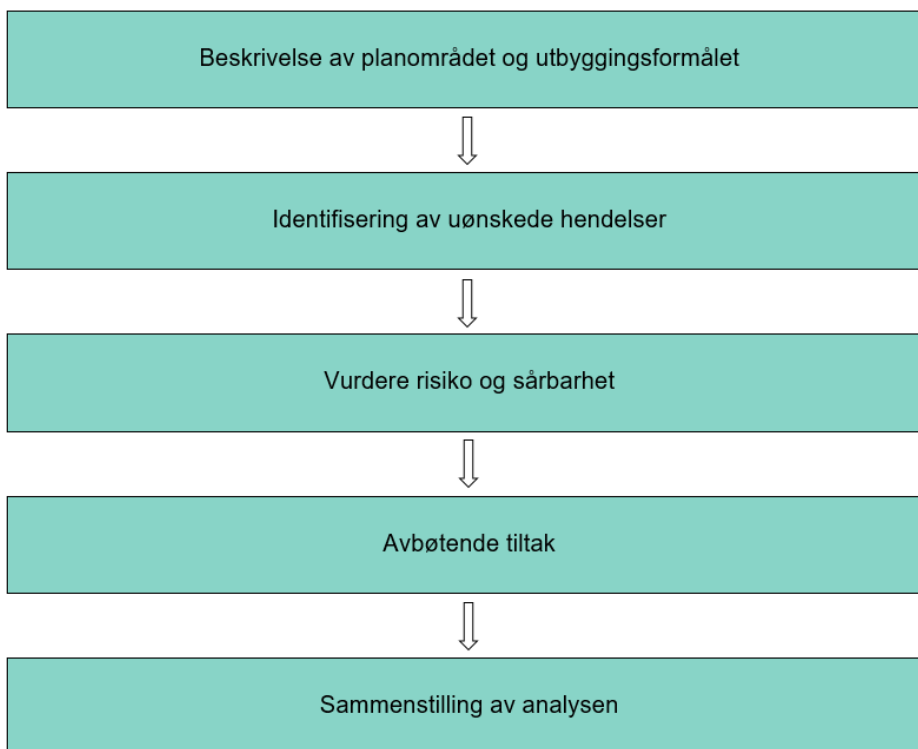 Beskrivelse av planområdet og utbyggingsformålet
Identifisering av uønskede hendelser
Vurdere risiko og sårbarhet
Avbøtende tiltak
Sammenstilling av analysen